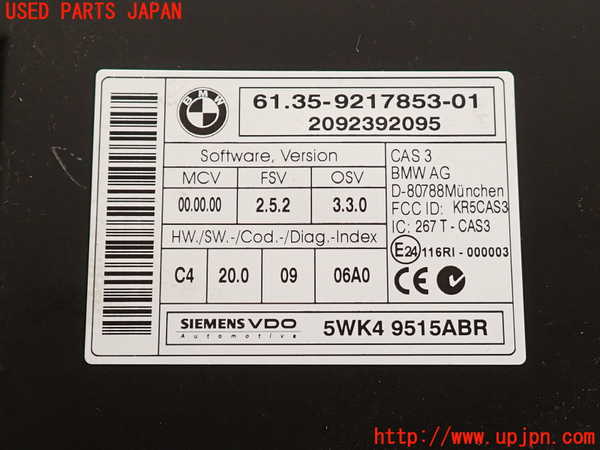 USED PARTS JAPAN
BMW
61.35-9217853-01
2092392095
Software, Version
MCV FSV OSV
00.00.00 2.5.2 3.3.0
HW./SW.-/Cod.-/Diag.-Index
C4 20.0 09 06A0
CAS 3
BMW AG
D-80788München
FCC ID: KR5CAS3
IC: 267 T - CAS3
E24 116RI - 000003
CE N
SIEMENS VDO
Automotive
5WK4 9515ABR
http://www.upjpn.com/